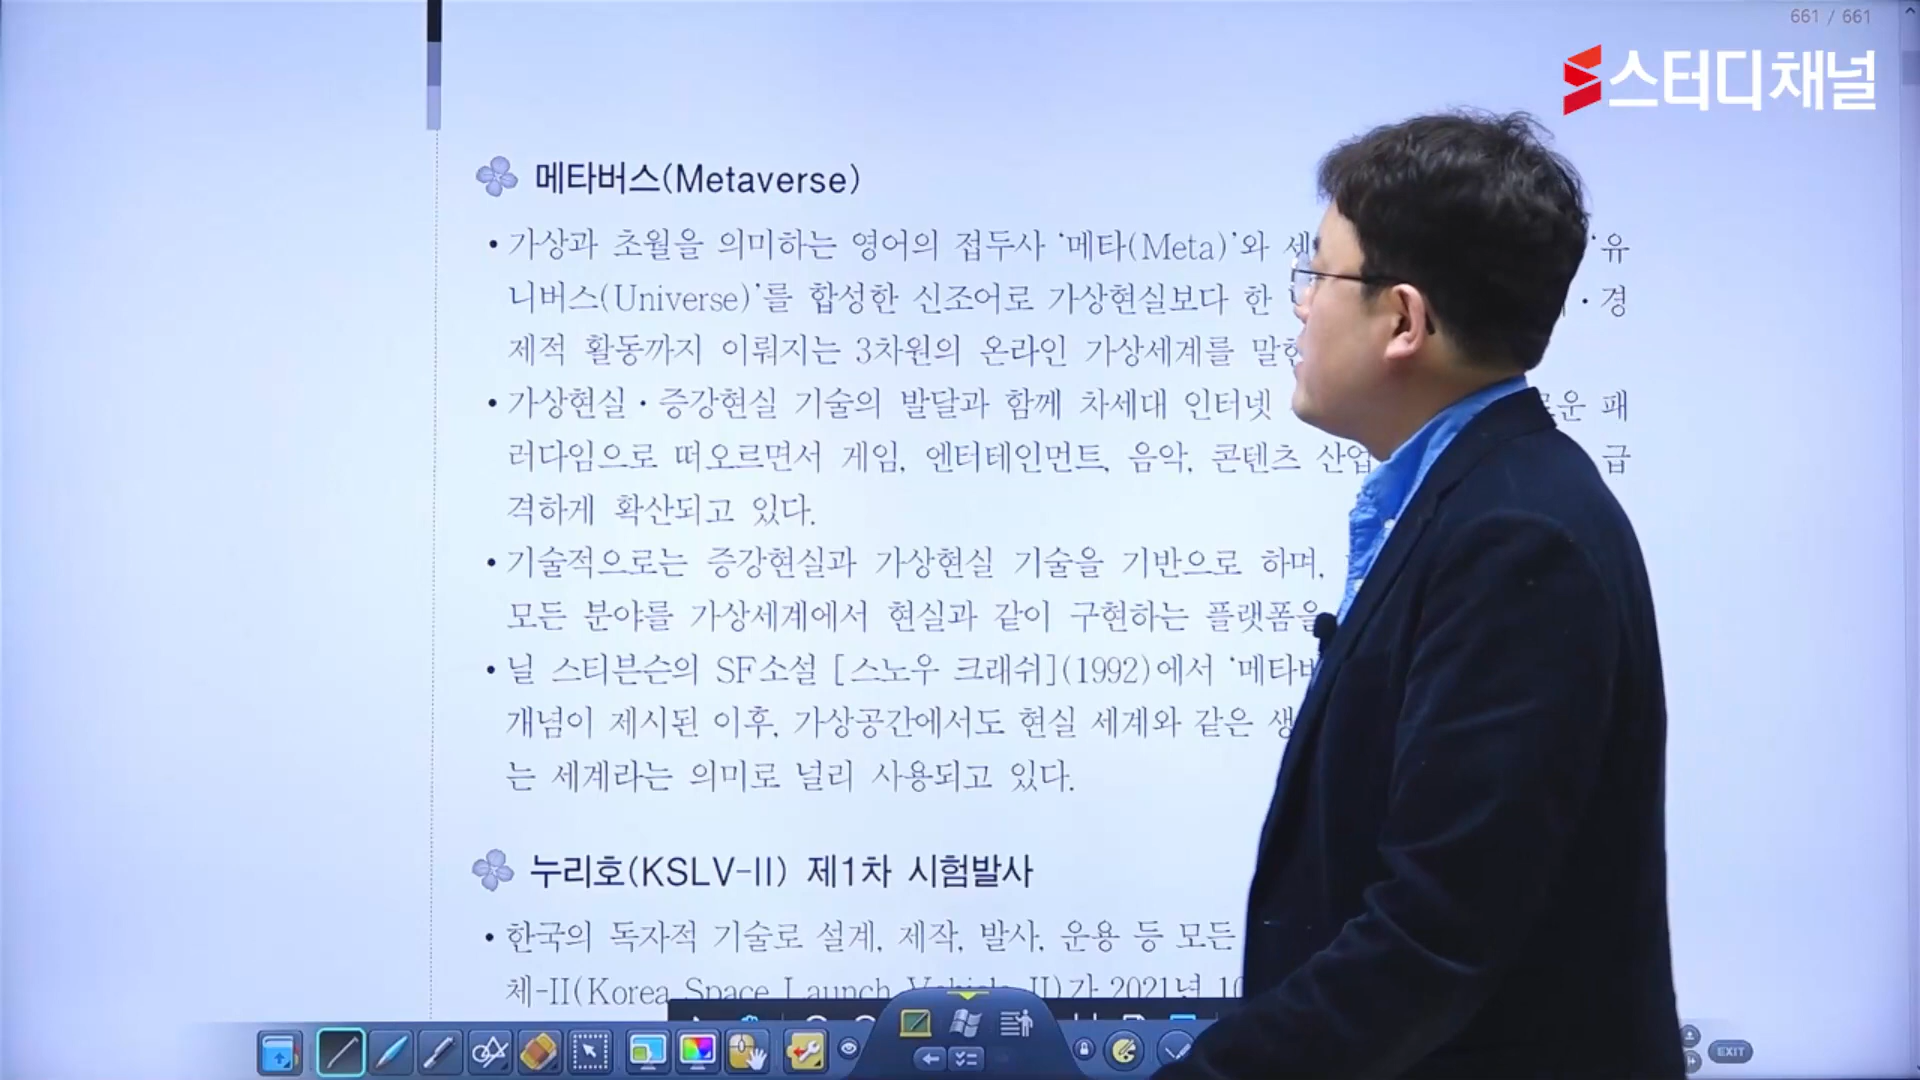 661 / 661
스터디채널
메타버스(Metaverse)
• 가상과 초월을 의미하는 영어의 접두사 '메타(Meta)'와 '유
니버스(Universe)'를 합성한 신조어로 가상현실보다 한 · 경
제적 활동까지 이뤄지는 3차원의 온라인 가상세계를
• 가상현실 · 증강현실 기술의 발달과 함께 차세대 인터넷 패
러다임으로 떠오르면서 게임, 엔터테인먼트, 음악, 콘텐츠 급
격하게 확산되고 있다.
• 기술적으로는 증강현실과 가상현실 기술을 기반으로 하며,
모든 분야를 가상세계에서 현실과 같이 구현하는 플랫폼을
• 닐 스티븐슨의 SF소설 [스노우 크래쉬](1992)에서
개념이 제시된 이후, 가상공간에서도 현실 세계와 같은
는 세계라는 의미로 널리 사용되고 있다.
누리호(KSLV-II) 제1차 시험발사
• 한국의 독자적 기술로 설계, 제작, 발사, 운용 등 모든
체-II(Korea Space Launch Vehicle II)가 2021년
EXIT